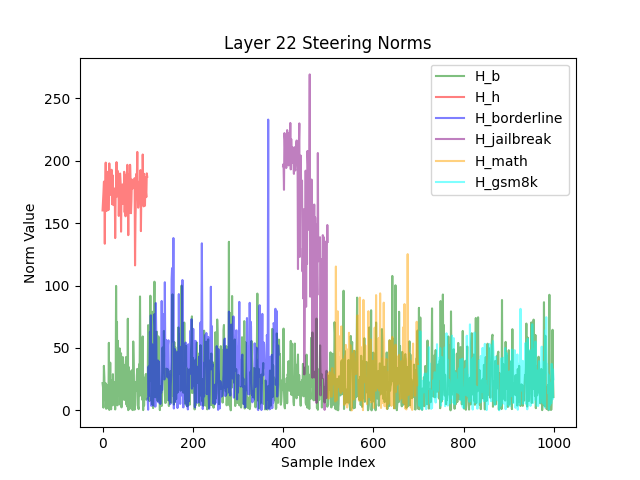 Layer 22 Steering Norms
H_b
H_h
H_borderline
H_jailbreak
H_math
H_gsm8k
250
200
150
100
50
0
Norm Value
0 200 400 600 800 1000
Sample Index